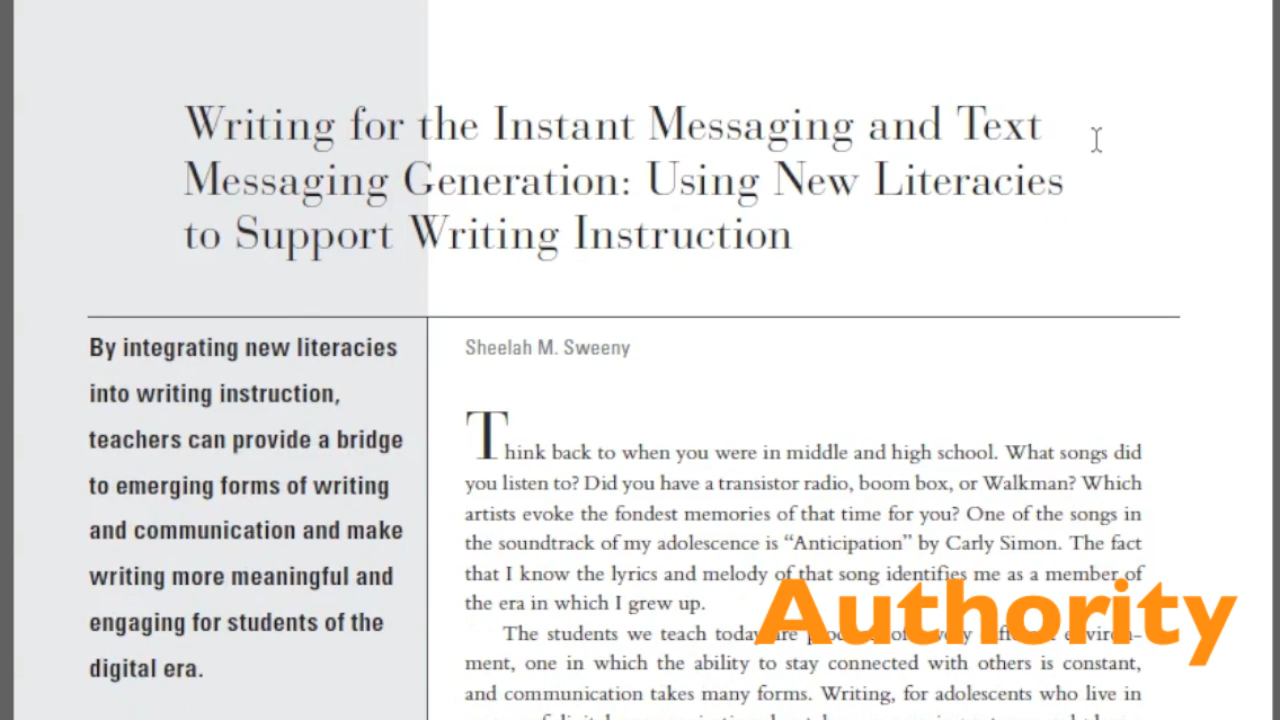 Writing for the Instant Messaging and Text
Messaging Generation: Using New Literacies
to Support Writing Instruction
By integrating new literacies
into writing instruction,
teachers can provide a bridge
to emerging forms of writing
and communication and make
writing more meaningful and
engaging for students of the
digital era.
Sheelah M. Sweeny
Think back to when you were in middle and high school. What songs did
you listen to? Did you have a transistor radio, boom box, or Walkman? Which
artists evoke the fondest memories of that time for you? One of the songs in
the soundtrack of my adolescence is “Anticipation” by Carly Simon. The fact
that I know the lyrics and melody of that song identifies me as a member of
the era in which I grew up.
The students we teach today are
ment, one in which the ability to stay connected with others is constant,
and communication takes many forms. Writing, for adolescents who live in
Authority